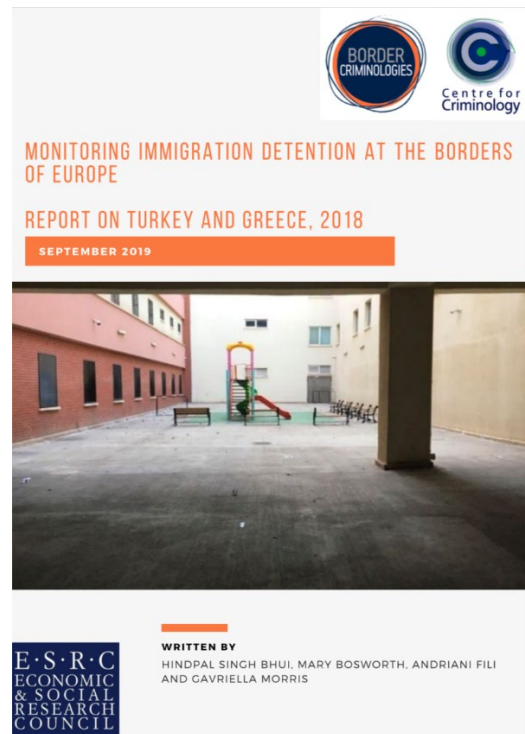 BORDER
CRIMINOLOGIES
Centre for
Criminology
MONITORING IMMIGRATION DETENTION AT THE BORDERS
OF EUROPE
REPORT ON TURKEY AND GREECE, 2018
SEPTEMBER 2019
WRITTEN BY
HINDPAL SINGH BHUI, MARY BOSWORTH, ANDRIANI FILI
AND GAVRIELLA MORRIS
E·S·R·C
ECONOMIC
& SOCIAL
RESEARCH
COUNCIL